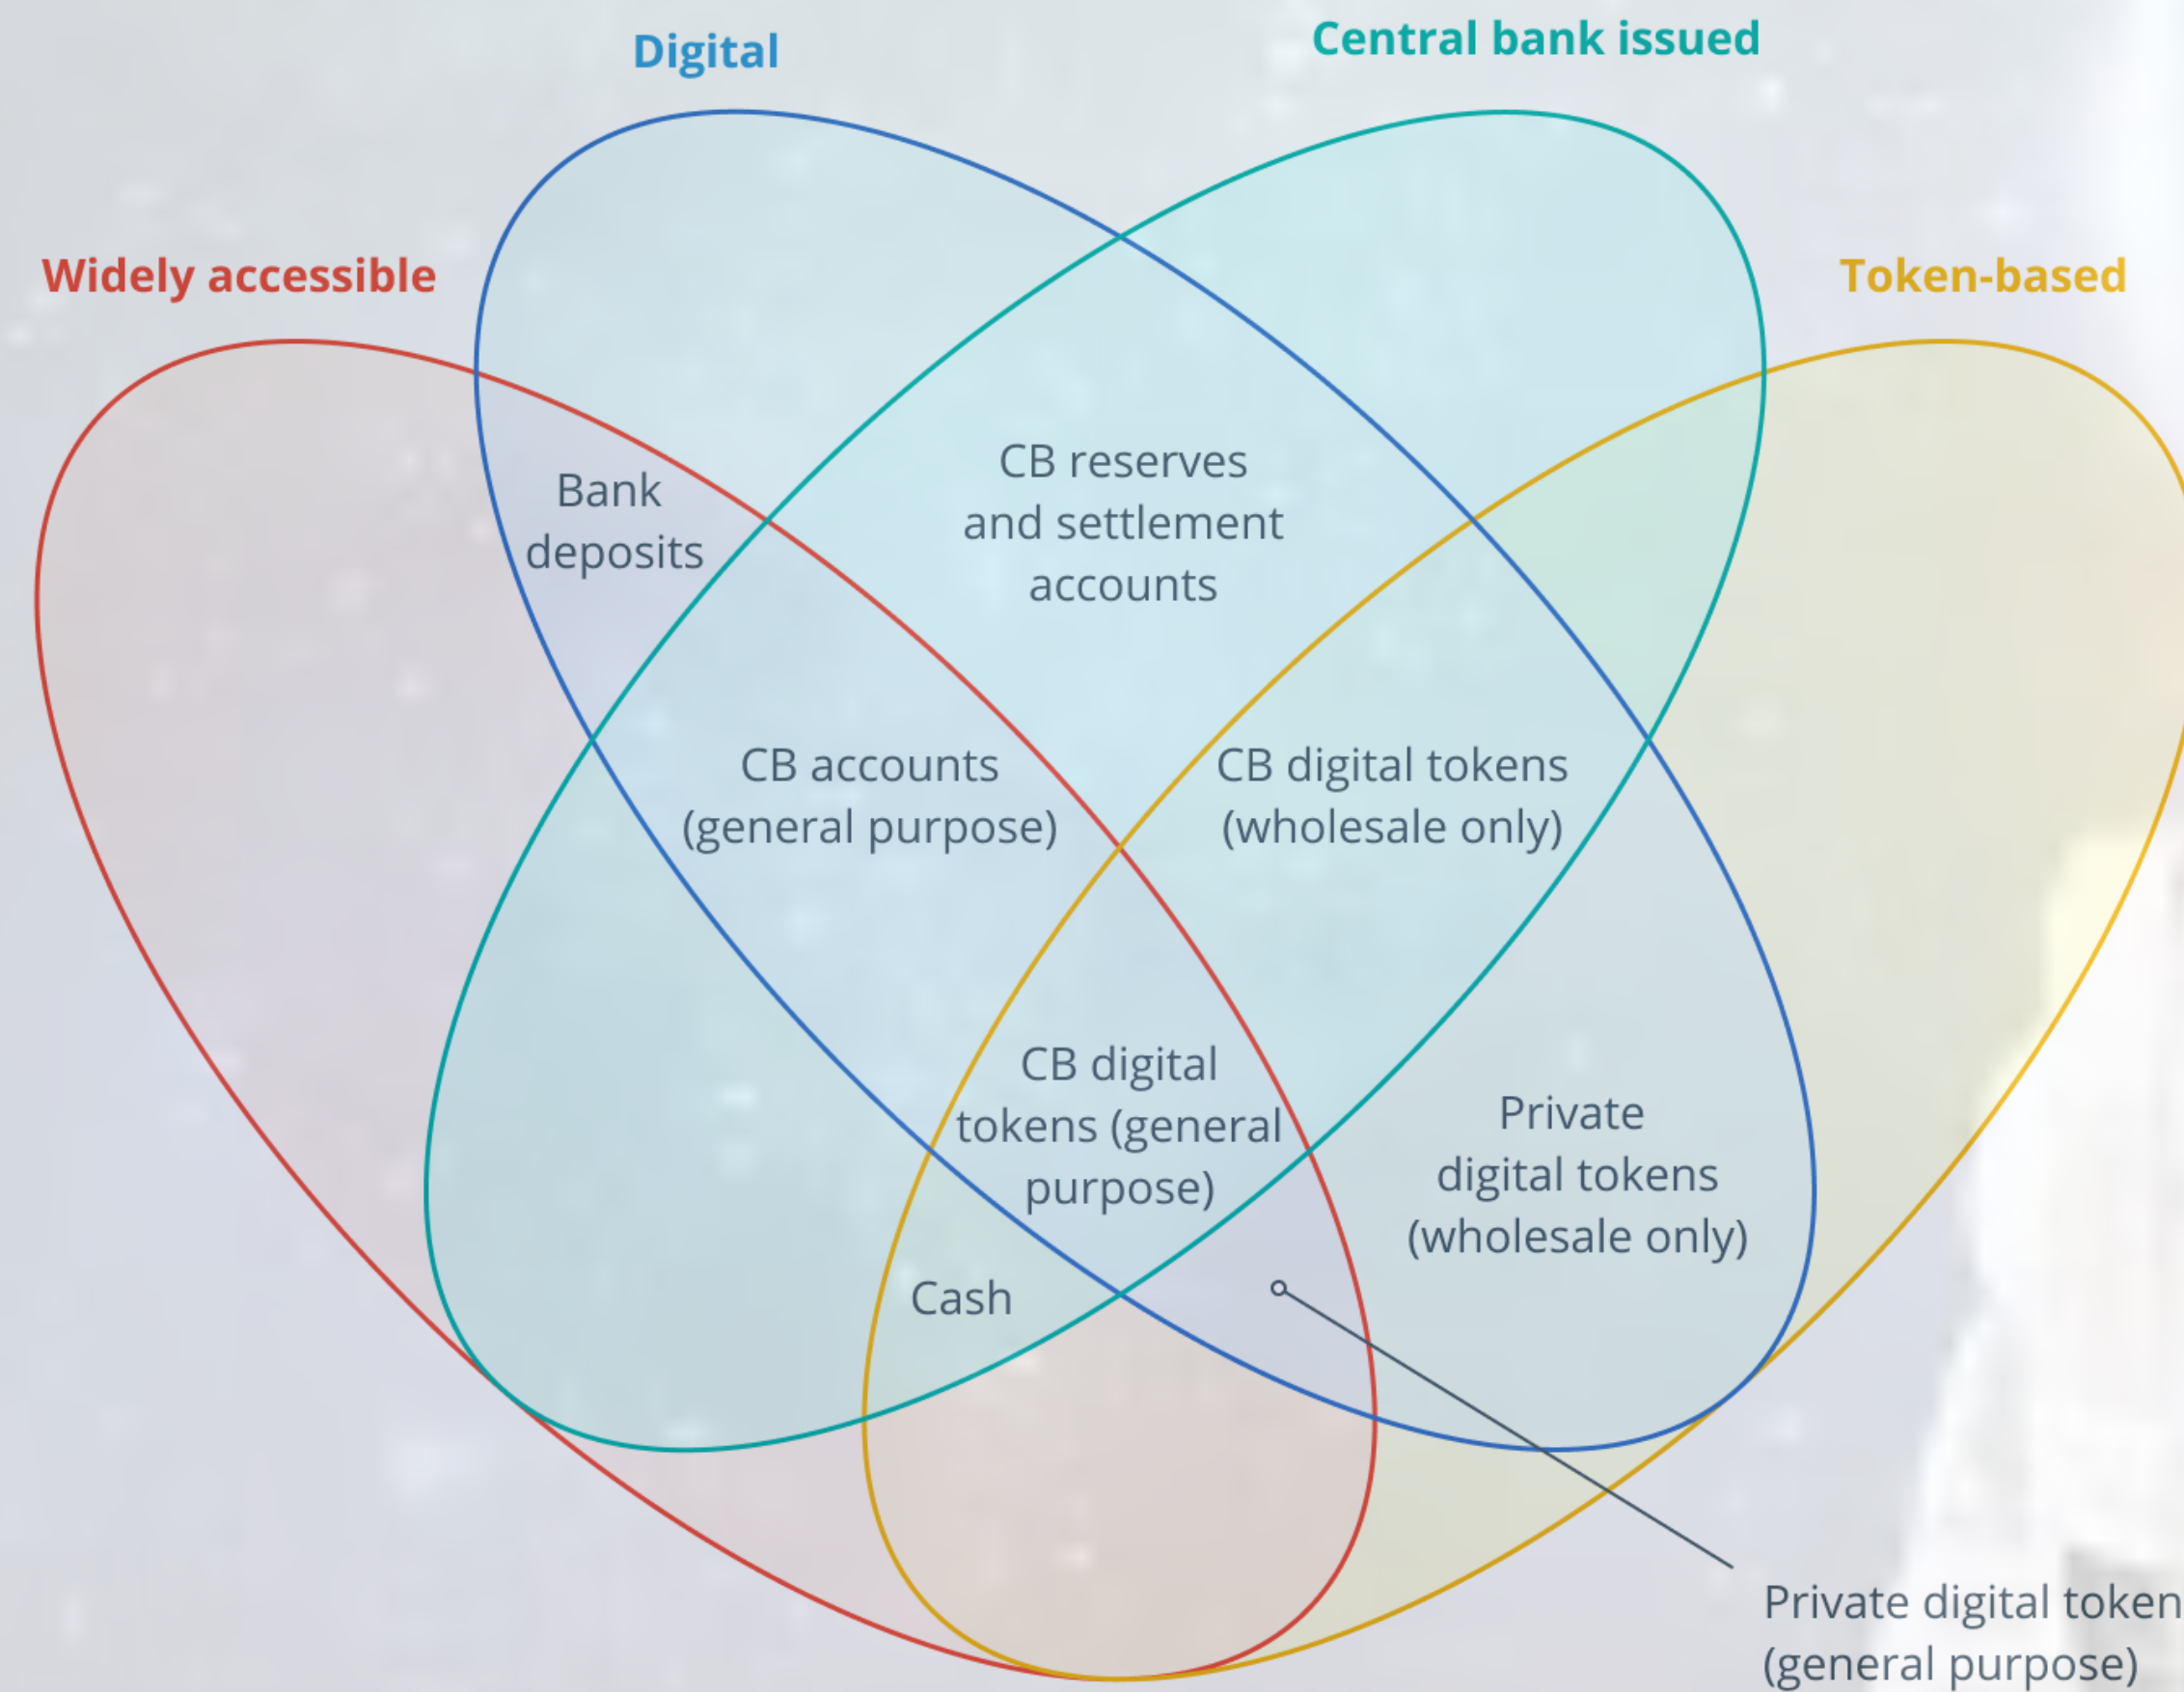 Digital
Central bank issued
Widely accessible
Token-based
Bank
deposits
CB reserves
and settlement
accounts
CB accounts
(general purpose)
CB digital tokens
(wholesale only)
CB digital
tokens (general
purpose)
Private
digital tokens
(wholesale only)
Cash
Private digital token
(general purpose)